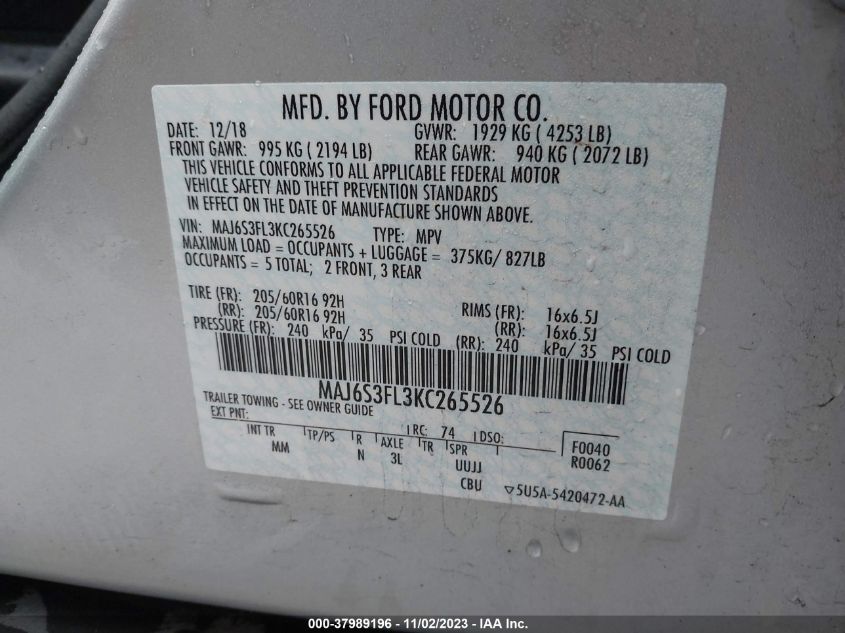 MFD. BY FORD MOTOR CO.
DATE: 12/18 GVWR: 1929 KG ( 4253 LB)
FRONT GAWR: 995 KG ( 2194 LB) REAR GAWR: 940 KG ( 2072 LB)
THIS VEHICLE CONFORMS TO ALL APPLICABLE FEDERAL MOTOR
VEHICLE SAFETY AND THEFT PREVENTION STANDARDS
IN EFFECT ON THE DATE OF MANUFACTURE SHOWN ABOVE.
VIN: MAJ6S3FL3KC265526 TYPE: MPV
MAXIMUM LOAD = OCCUPANTS + LUGGAGE = 375KG/ 827LB
OCCUPANTS = 5 TOTAL; 2 FRONT, 3 REAR
TIRE (FR): 205/60R16 92H RIMS (FR): 16x6.5J
(RR): 205/60R16 92H (RR): 16x6.5J
PRESSURE (FR): 240 kPa/ 35 PSI COLD (RR): 240 kPa/ 35 PSI COLD
MAJ6S3FL3KC265526
TRAILER TOWING - SEE OWNER GUIDE
EXT PNT: RC: 74 DSO: F0040
INT TR TP/PS R AXLE TR SPR R0062
MM N 3L UUJJ
CBU ▽5U5A-5420472-AA
000-37989196 - 11/02/2023 - IAA Inc.